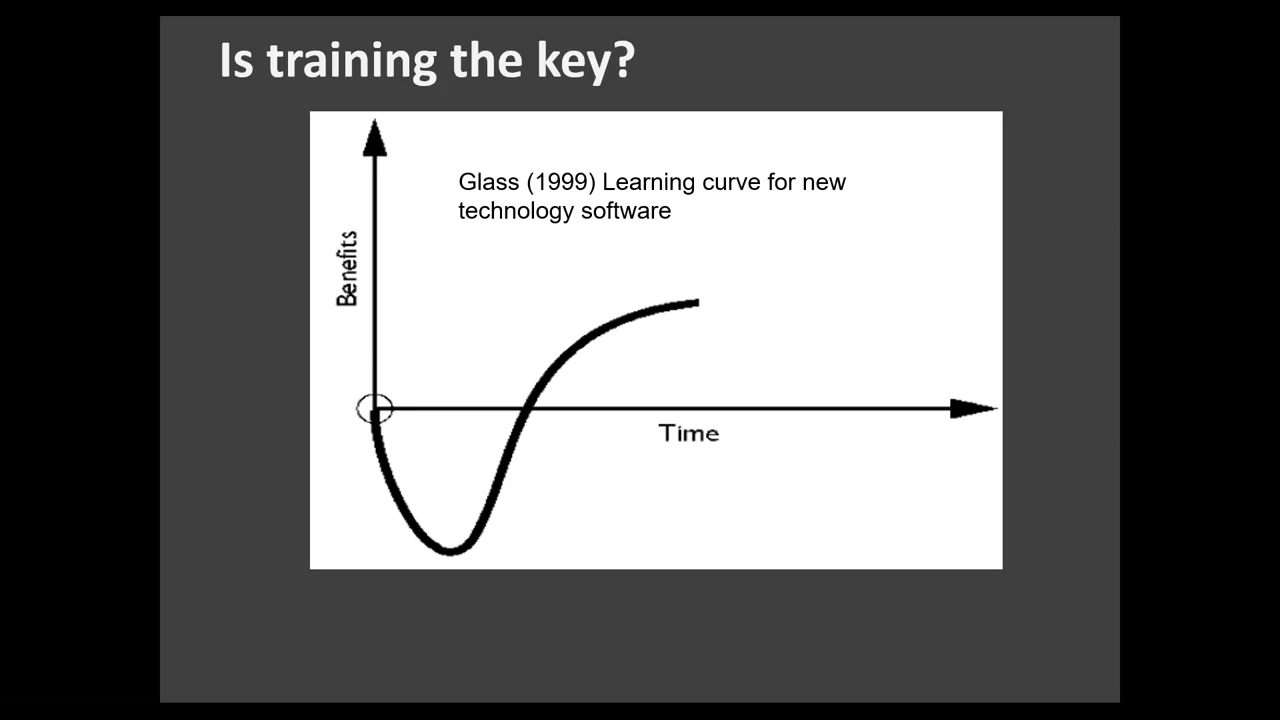 Is training the key?
Glass (1999) Learning curve for new
technology software
Benefits
Time